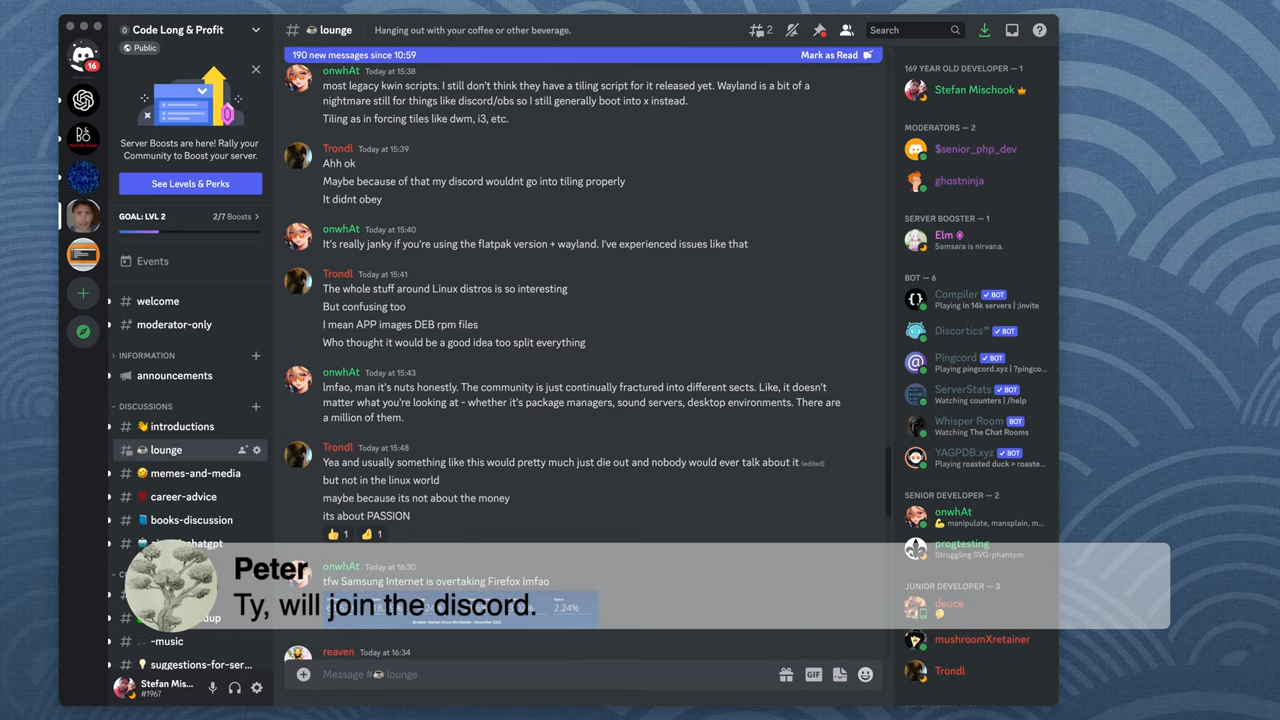 16
Code Long & Profit
Public
Server Boosts are here! Rally your
Community to Boost your server.
See Levels & Perks
GOAL: LVL 2
2/7 Boosts
Events
welcome
moderator-only
INFORMATION
announcements
DISCUSSIONS
introductions
lounge
memes-and-media
career-advice
books-discussion
-music
suggestions-for-ser...
Stefan Mis...
#1967
# lounge
Hanging out with your coffee or other beverage.
2
Search
190 new messages since 10:59
Mark as Read
onwhAt Today at 15:38
most legacy kwin scripts. I still don't think they have a tiling script for it released yet. Wayland is a bit of a
nightmare still for things like discord/obs so I still generally boot into x instead.
Tiling as in forcing tiles like dwm, i3, etc.
Trondl Today at 15:39
Ahh ok
Maybe because of that my discord wouldnt go into tiling properly
It didnt obey
onwhAt Today at 15:40
It's really janky if you're using the flatpak version + wayland. I've experienced issues like that
Trondl Today at 15:41
The whole stuff around Linux distros is so interesting
But confusing too
I mean APP images DEB rpm files
Who thought it would be a good idea too split everything
onwhAt Today at 15:43
lmfao, man it's nuts honestly. The community is just continually fractured into different sects. Like, it doesn't
matter what you're looking at - whether it's package managers, sound servers, desktop environments. There are
a million of them.
Trondl Today at 15:48
Yea and usually something like this would pretty much just die out and nobody would ever talk about it (edited)
but not in the linux world
maybe because its not about the money
its about PASSION
1 1
onwhAt Today at 16:30
tfw Samsung Internet is overtaking Firefox lmfao
2.24%
Browser Market Share Worldwide - December 2022
reaven Today at 16:34
Message # lounge
GIF
Peter
Ty, will join the discord.
169 YEAR OLD DEVELOPER — 1
Stefan Mischook
MODERATORS — 2
$senior_php_dev
ghostninja
SERVER BOOSTER — 1
Elm
Samsara is nirvana.
BOT — 6
Compiler BOT
Playing in 14k servers | ;invite
Discortics™ BOT
Pingcord BOT
Playing pingcord.xyz | ?pingco...
ServerStats BOT
Watching counters | /help
Whisper Room BOT
Watching The Chat Rooms
YAGPDB.xyz BOT
Playing roasted duck > roaste...
SENIOR DEVELOPER — 2
onwhAt
manipulate, mansplain, m...
progtesting
Struggling SVG-phantom
JUNIOR DEVELOPER — 3
deuce
mushroomXretainer
Trondl